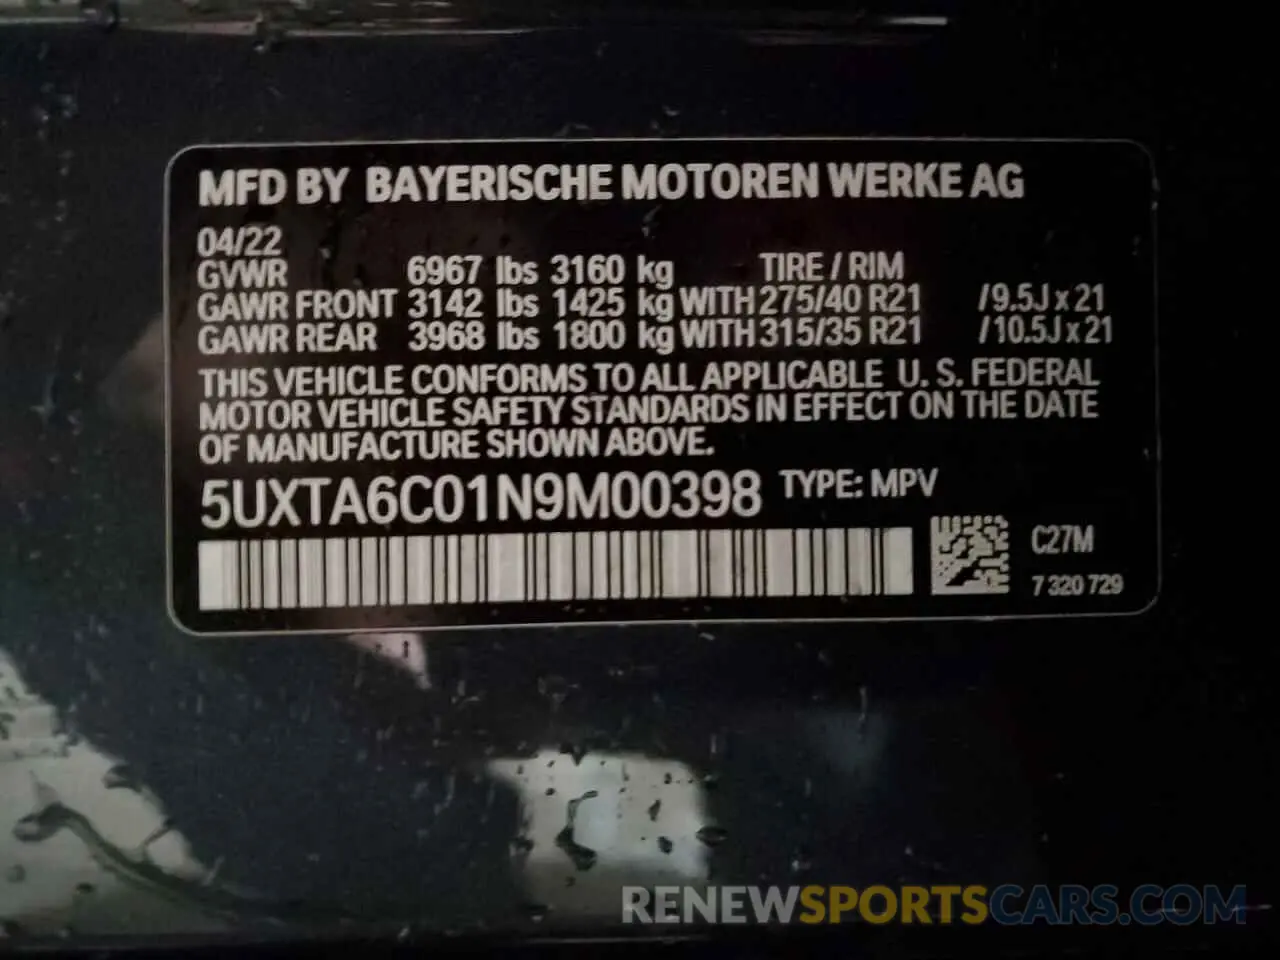 MFD BY BAYERISCHE MOTOREN WERKE AG
04/22
GVWR 6967 lbs 3160 kg TIRE / RIM
GAWR FRONT 3142 lbs 1425 kg WITH 275/40 R21 /9.5J x 21
GAWR REAR 3968 lbs 1800 kg WITH 315/35 R21 /10.5J x 21
THIS VEHICLE CONFORMS TO ALL APPLICABLE U. S. FEDERAL
MOTOR VEHICLE SAFETY STANDARDS IN EFFECT ON THE DATE
OF MANUFACTURE SHOWN ABOVE.
5UXTA6C01N9M00398 TYPE: MPV
C27M
7 320 729
RENEWSPORTSCARS.COM